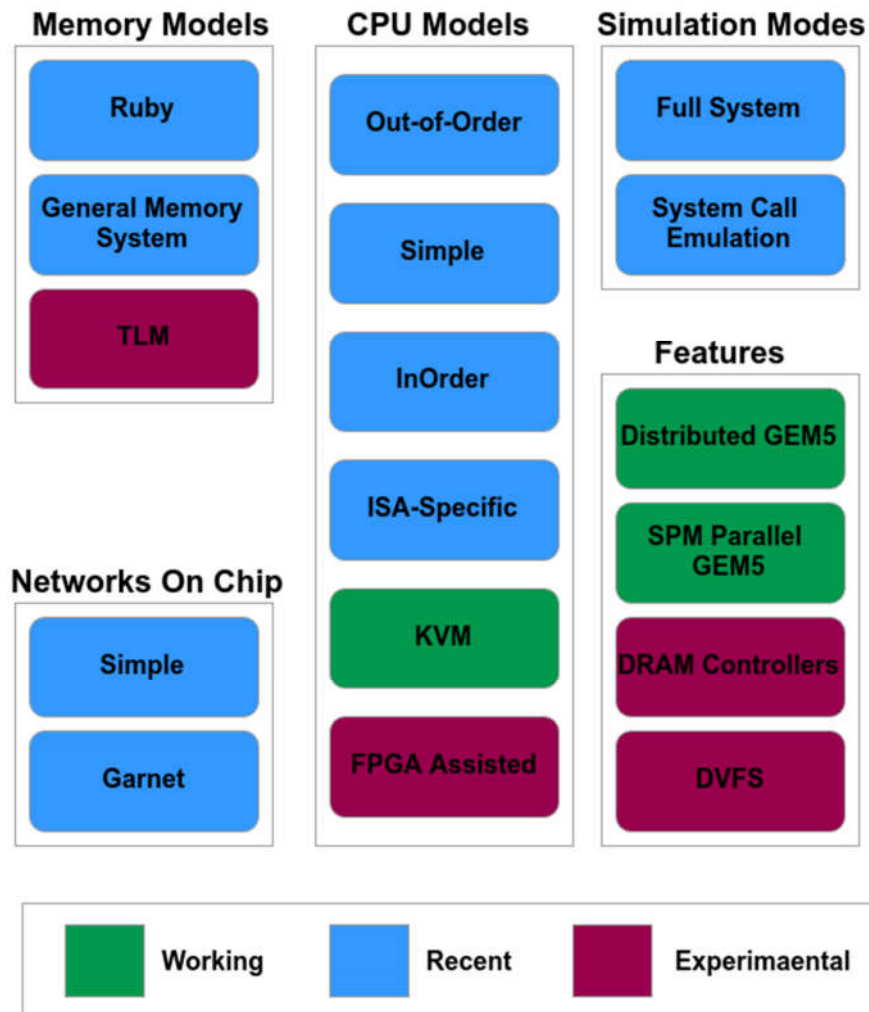 Memory Models
Ruby
General Memory
System
TLM
Networks On Chip
Simple
Garnet
CPU Models
Out-of-Order
Simple
InOrder
ISA-Specific
KVM
FPGA Assisted
Simulation Modes
Full System
System Call
Emulation
Features
Distributed GEM5
SPM Parallel
GEM5
DRAM Controllers
DVFS
Working
Recent
Experimaental